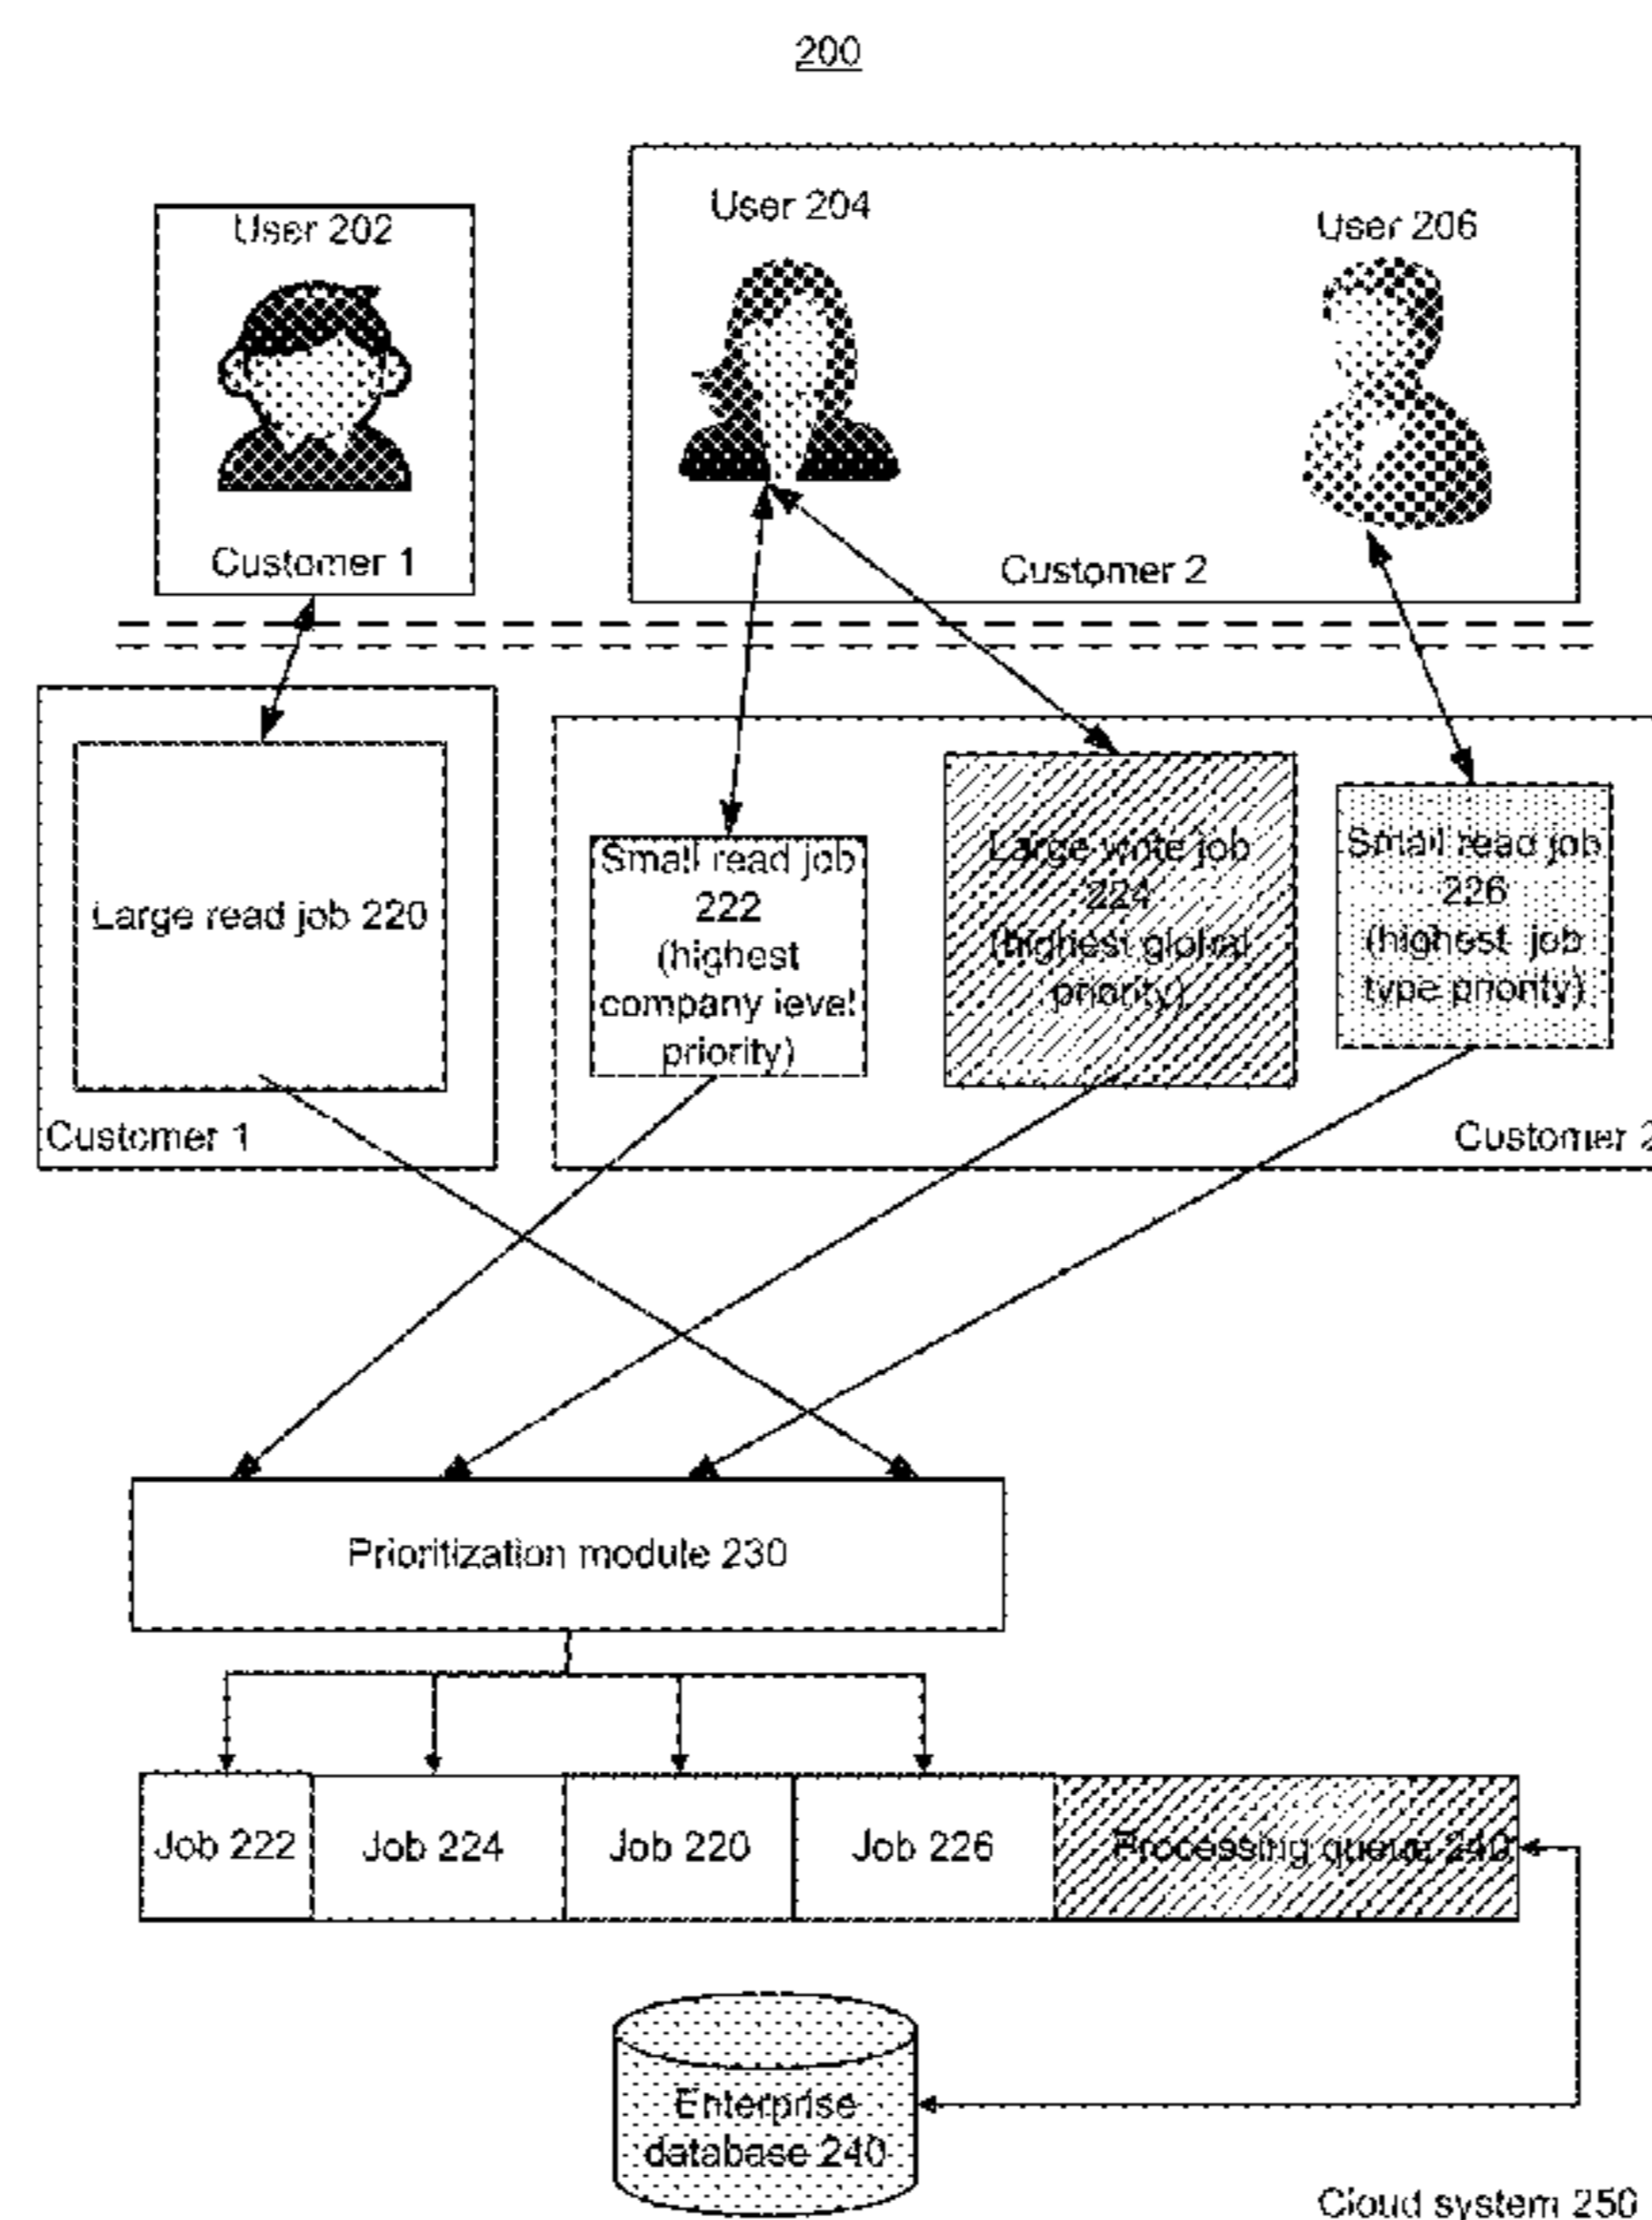 200
User 202
User 204
User 206
Customer 1
Customer 2
Large read job 220
Small read job
222
(highest
company level
priority)
Large write job
224
(highest global
priority)
Small read job
226
(highest job
type priority)
Customer 1
Customer 2
Prioritization module 230
Job 222
Job 224
Job 220
Job 226
Processing queue 240
Enterprise
database 240
Cloud system 250